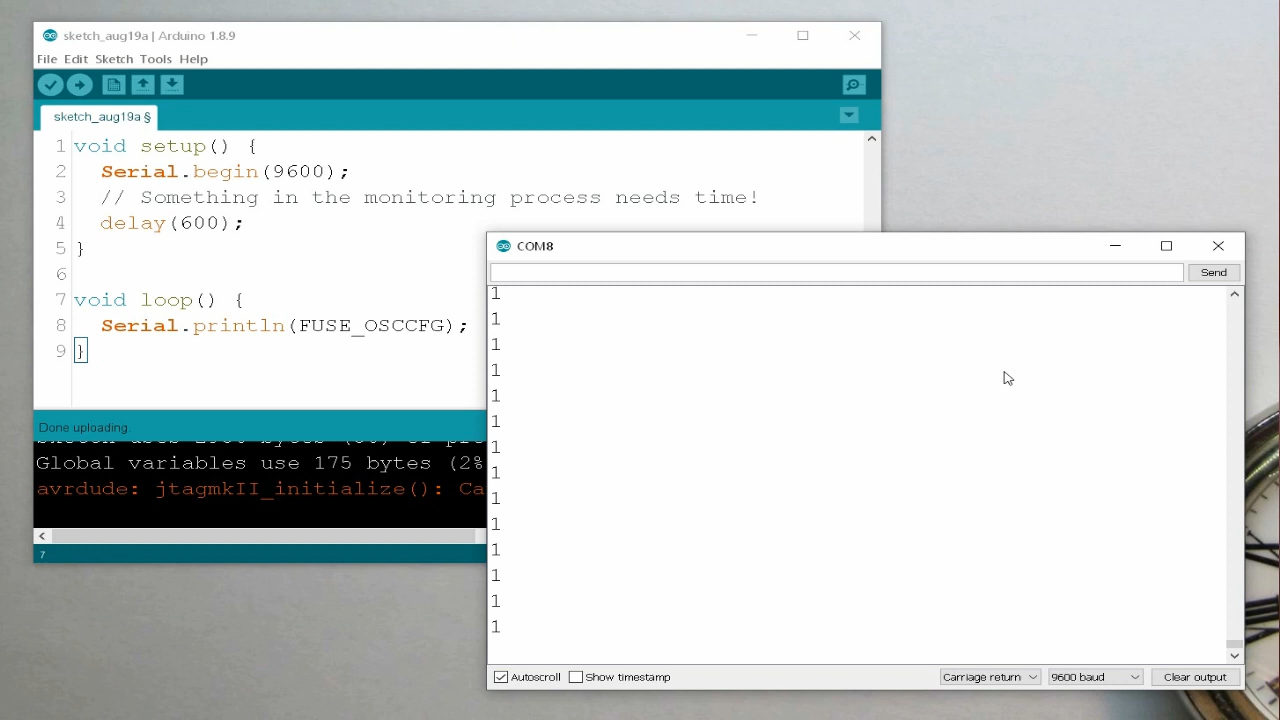 sketch_aug19a | Arduino 1.8.9
File Edit Sketch Tools Help
sketch_aug19a §
1 void setup() {
2 Serial.begin(9600);
3 // Something in the monitoring process needs time!
4 delay(600);
5 }
6
7 void loop() {
8 Serial.println(FUSE_OSCCFG);
9 }
Done uploading.
Global variables use 175 bytes (2%
avrdude: jtagmkII_initialize(): Ca
7
COM8
Send
1
1
1
1
1
1
1
1
1
1
1
1
1
1
Autoscroll Show timestamp Carriage return 9600 baud Clear output